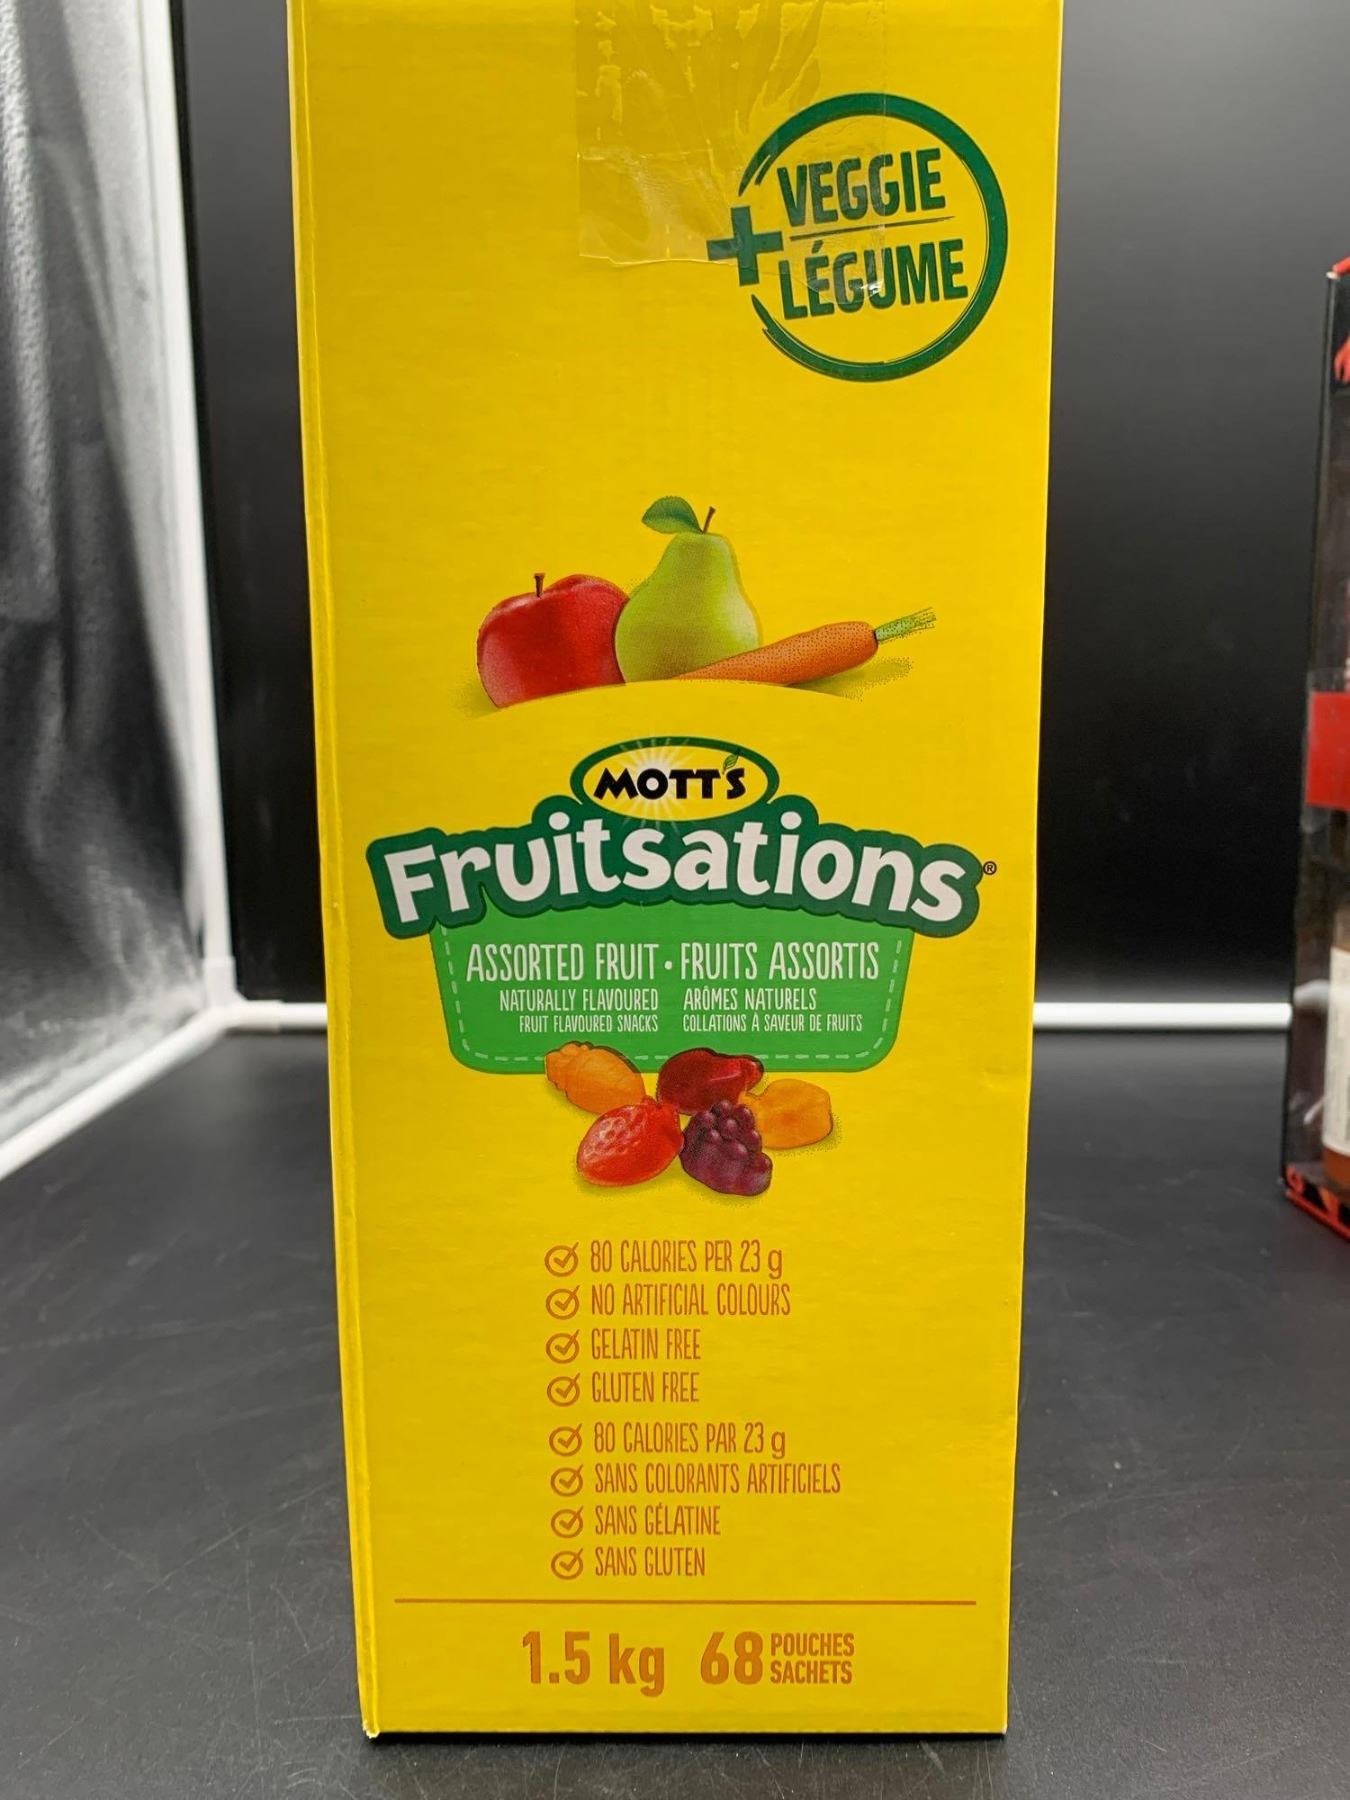 + VEGGIE
LÉGUME
MOTT'S
Fruitsations®
ASSORTED FRUIT • FRUITS ASSORTIS
NATURALLY FLAVOURED ARÔMES NATURELS
FRUIT FLAVOURED SNACKS COLLATIONS À SAVEUR DE FRUITS
80 CALORIES PER 23 g
NO ARTIFICIAL COLOURS
GELATIN FREE
GLUTEN FREE
80 CALORIES PAR 23 g
SANS COLORANTS ARTIFICIELS
SANS GÉLATINE
SANS GLUTEN
1.5 kg 68 POUCHES
SACHETS